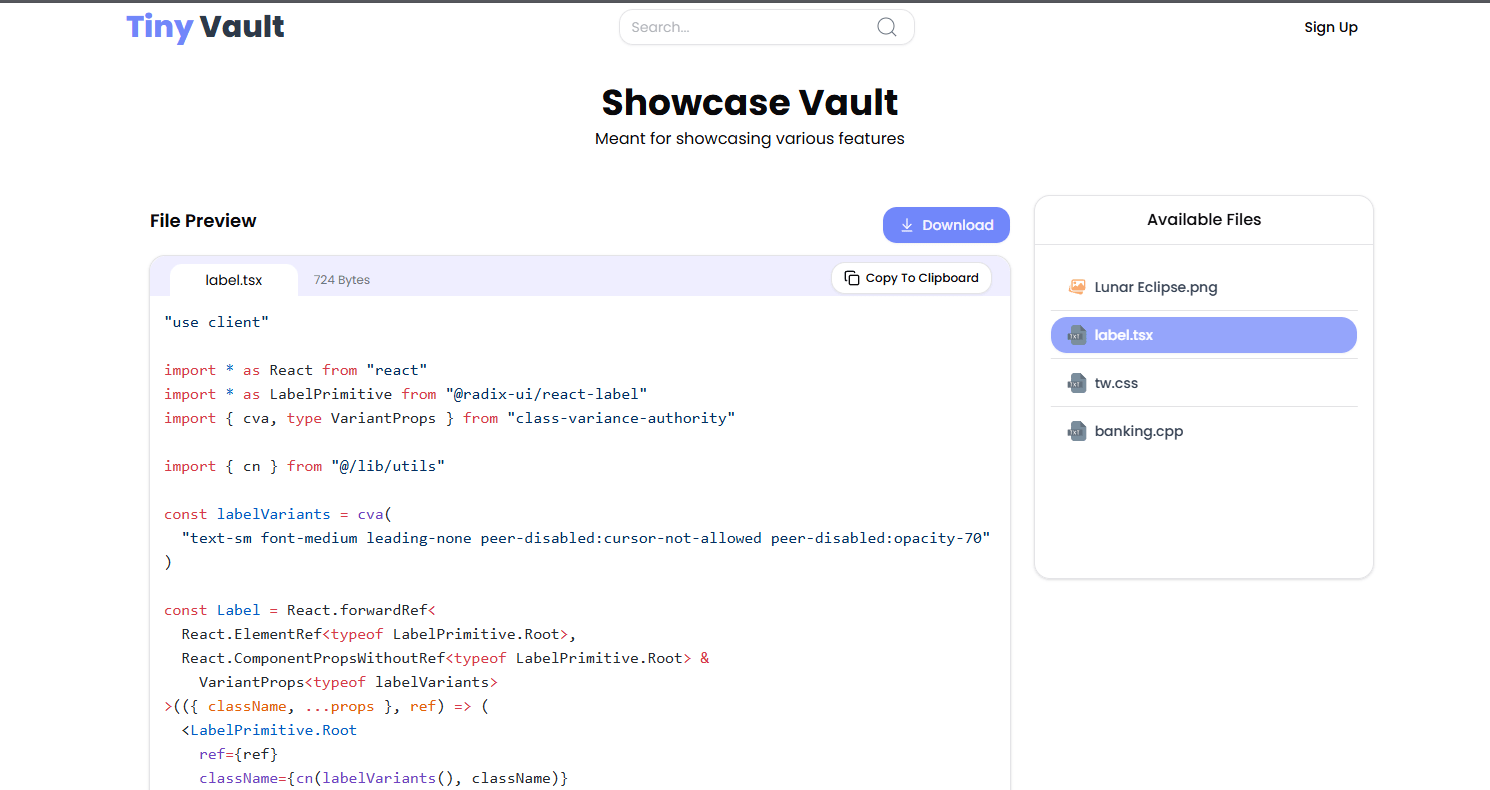 Tiny Vault
Search...
Sign Up
Showcase Vault
Meant for showcasing various features
File Preview
Download
label.tsx
724 Bytes
Copy To Clipboard
"use client"
import * as React from "react"
import * as LabelPrimitive from "@radix-ui/react-label"
import { cva, type VariantProps } from "class-variance-authority"
import { cn } from "@/lib/utils"
const labelVariants = cva(
  "text-sm font-medium leading-none peer-disabled:cursor-not-allowed peer-disabled:opacity-70"
)
const Label = React.forwardRef<
  React.ElementRef<typeof LabelPrimitive.Root>,
  React.ComponentPropsWithoutRef<typeof LabelPrimitive.Root> &
    VariantProps<typeof labelVariants>
>(({ className, ...props }, ref) => (
  <LabelPrimitive.Root
    ref={ref}
    className={cn(labelVariants(), className)}
Available Files
Lunar Eclipse.png
TXT label.tsx
TXT tw.css
TXT banking.cpp